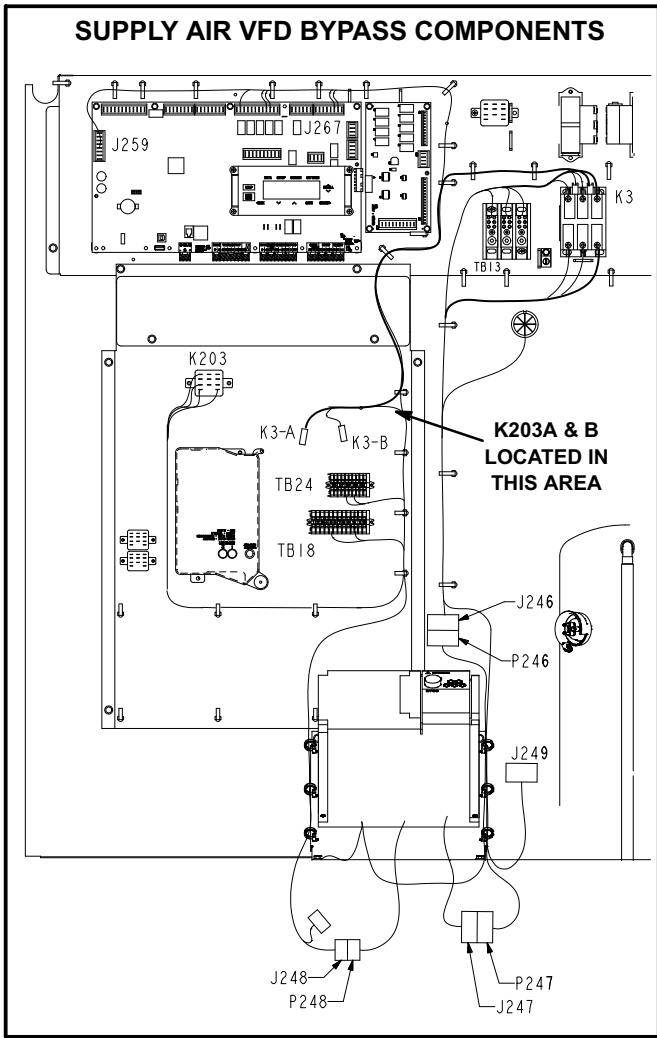 SUPPLY AIR VFD BYPASS COMPONENTS
J259
J267
K3
TB13
K203
K3-A
K3-B
K203A & B
LOCATED IN
THIS AREA
TB24
TB18
J246
P246
J249
J248
P248
P247
J247